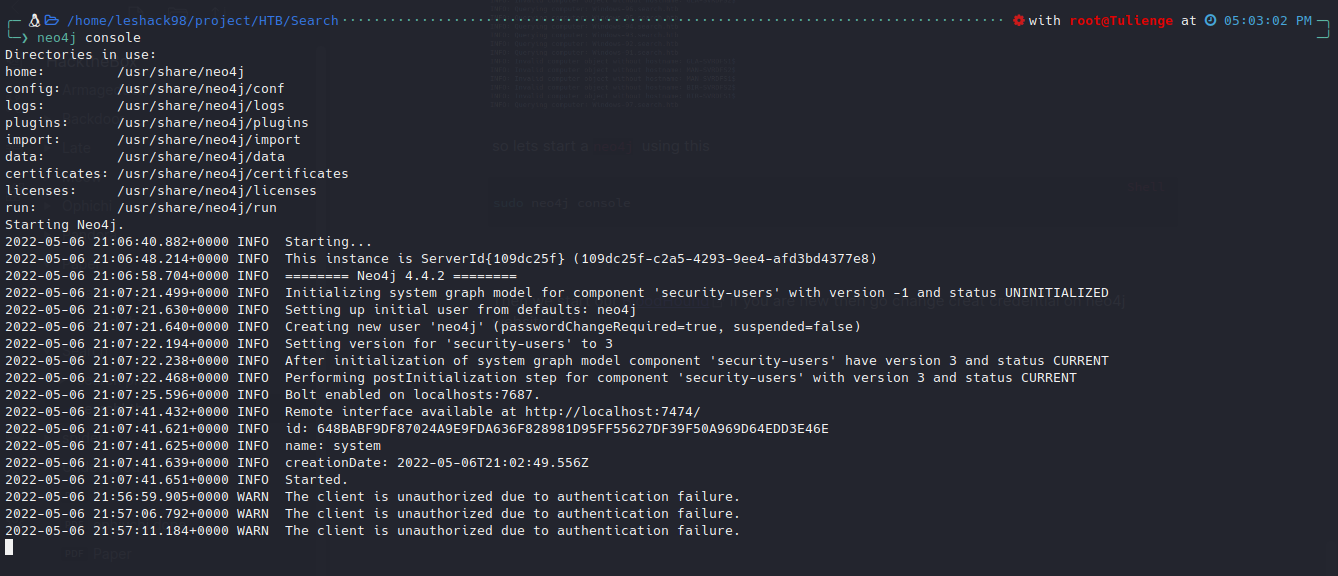 /home/leshack98/project/HTB/Search with root@Tulienge at 05:03:02 PM
neo4j console
Directories in use:
home:         /usr/share/neo4j
config:       /usr/share/neo4j/conf
logs:         /usr/share/neo4j/logs
plugins:      /usr/share/neo4j/plugins
import:       /usr/share/neo4j/import
data:         /usr/share/neo4j/data
certificates: /usr/share/neo4j/certificates
licenses:     /usr/share/neo4j/licenses
run:          /usr/share/neo4j/run
Starting Neo4j.
2022-05-06 21:06:40.882+0000 INFO  Starting...
2022-05-06 21:06:48.214+0000 INFO  This instance is ServerId{109dc25f} (109dc25f-c2a5-4293-9ee4-afd3bd4377e8)
2022-05-06 21:06:58.704+0000 INFO  ======== Neo4j 4.4.2 ========
2022-05-06 21:07:21.499+0000 INFO  Initializing system graph model for component 'security-users' with version -1 and status UNINITIALIZED
2022-05-06 21:07:21.630+0000 INFO  Setting up initial user from defaults: neo4j
2022-05-06 21:07:21.640+0000 INFO  Creating new user 'neo4j' (passwordChangeRequired=true, suspended=false)
2022-05-06 21:07:22.194+0000 INFO  Setting version for 'security-users' to 3
2022-05-06 21:07:22.238+0000 INFO  After initialization of system graph model component 'security-users' have version 3 and status CURRENT
2022-05-06 21:07:22.468+0000 INFO  Performing postInitialization step for component 'security-users' with version 3 and status CURRENT
2022-05-06 21:07:25.596+0000 INFO  Bolt enabled on localhosts:7687.
2022-05-06 21:07:41.432+0000 INFO  Remote interface available at http://localhost:7474/
2022-05-06 21:07:41.621+0000 INFO  id: 648BABF9DF87024A9E9FDA636F828981D95FF55627DF39F50A969D64EDD3E46E
2022-05-06 21:07:41.625+0000 INFO  name: system
2022-05-06 21:07:41.639+0000 INFO  creationDate: 2022-05-06T21:02:49.556Z
2022-05-06 21:07:41.651+0000 INFO  Started.
2022-05-06 21:56:59.905+0000 WARN  The client is unauthorized due to authentication failure.
2022-05-06 21:57:06.792+0000 WARN  The client is unauthorized due to authentication failure.
2022-05-06 21:57:11.184+0000 WARN  The client is unauthorized due to authentication failure.
so lets start a neo4j using this
sudo neo4j console
Late
Paper